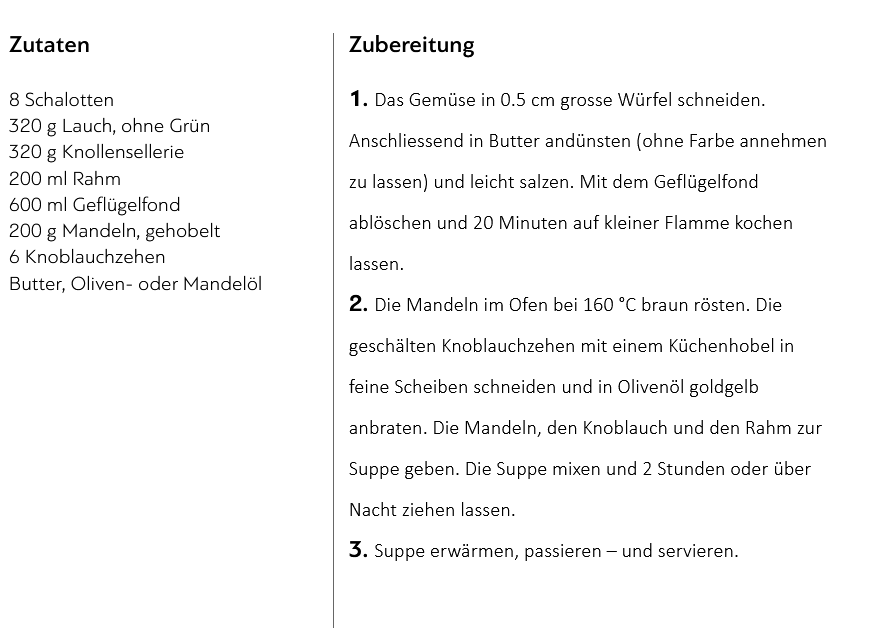 Zutaten
8 Schalotten
320 g Lauch, ohne Grün
320 g Knollensellerie
200 ml Rahm
600 ml Geflügelfond
200 g Mandeln, gehobelt
6 Knoblauchzehen
Butter, Oliven- oder Mandelöl
Zubereitung
1. Das Gemüse in 0.5 cm grosse Würfel schneiden.
Anschliessend in Butter andünsten (ohne Farbe annehmen
zu lassen) und leicht salzen. Mit dem Geflügelfond
ablöschen und 20 Minuten auf kleiner Flamme kochen
lassen.
2. Die Mandeln im Ofen bei 160 °C braun rösten. Die
geschälten Knoblauchzehen mit einem Küchenhobel in
feine Scheiben schneiden und in Olivenöl goldgelb
anbraten. Die Mandeln, den Knoblauch und den Rahm zur
Suppe geben. Die Suppe mixen und 2 Stunden oder über
Nacht ziehen lassen.
3. Suppe erwärmen, passieren – und servieren.